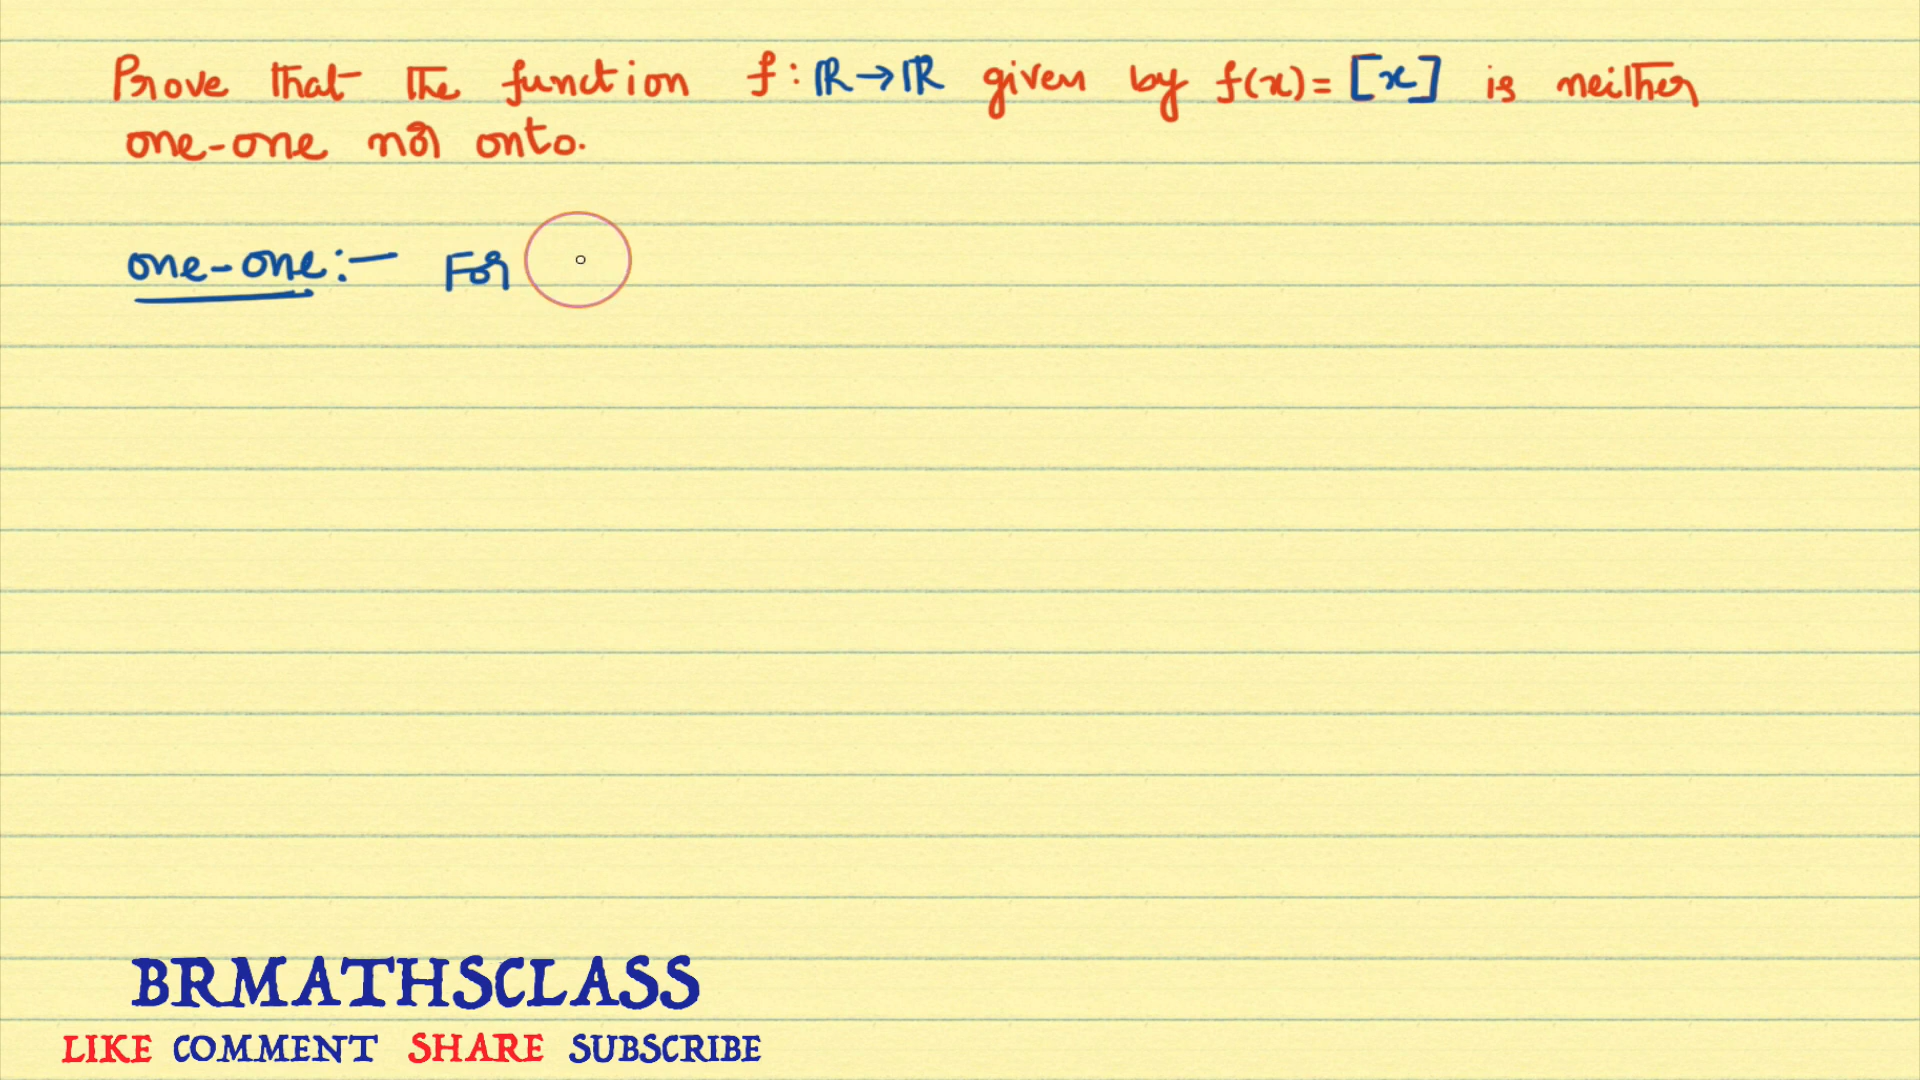 Prove that the function f : ℝ → ℝ given by f(x) = [x] is neither
one-one nor onto.
one-one :- For
BRMATHSCLASS
LIKE COMMENT SHARE SUBSCRIBE